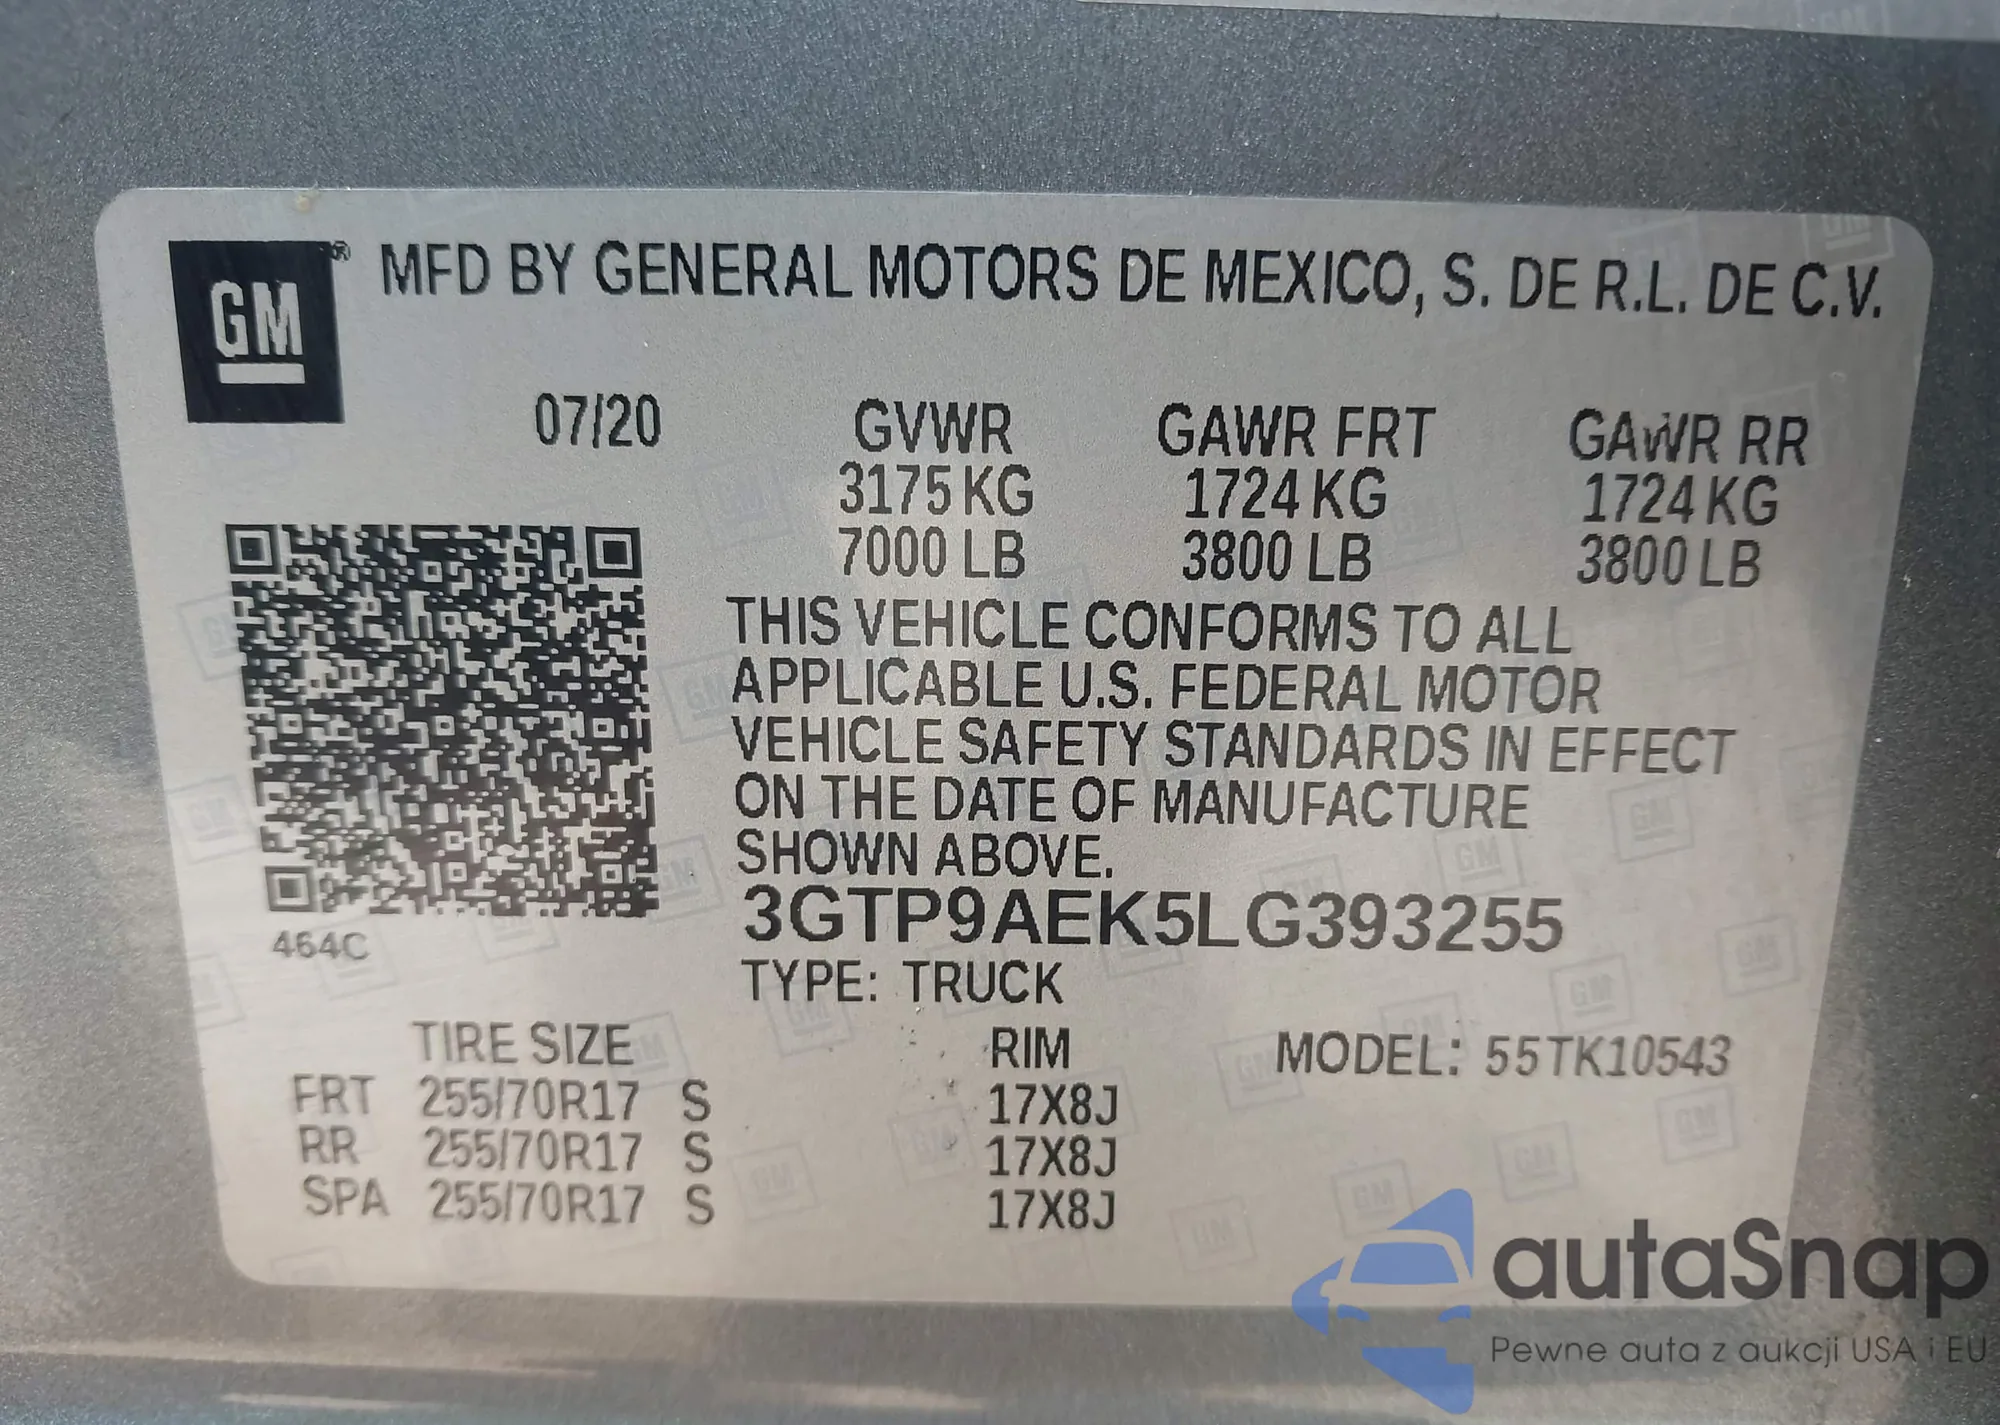 GM® MFD BY GENERAL MOTORS DE MEXICO, S. DE R.L. DE C.V.
07/20 GVWR GAWR FRT GAWR RR
3175 KG 1724 KG 1724 KG
7000 LB 3800 LB 3800 LB
THIS VEHICLE CONFORMS TO ALL
APPLICABLE U.S. FEDERAL MOTOR
VEHICLE SAFETY STANDARDS IN EFFECT
ON THE DATE OF MANUFACTURE
SHOWN ABOVE.
3GTP9AEK5LG393255
464C
TYPE: TRUCK
TIRE SIZE RIM MODEL: 55TK10543
FRT 255/70R17 S 17X8J
RR 255/70R17 S 17X8J
SPA 255/70R17 S 17X8J
autaSnap
Pewne auta z aukcji USA i EU